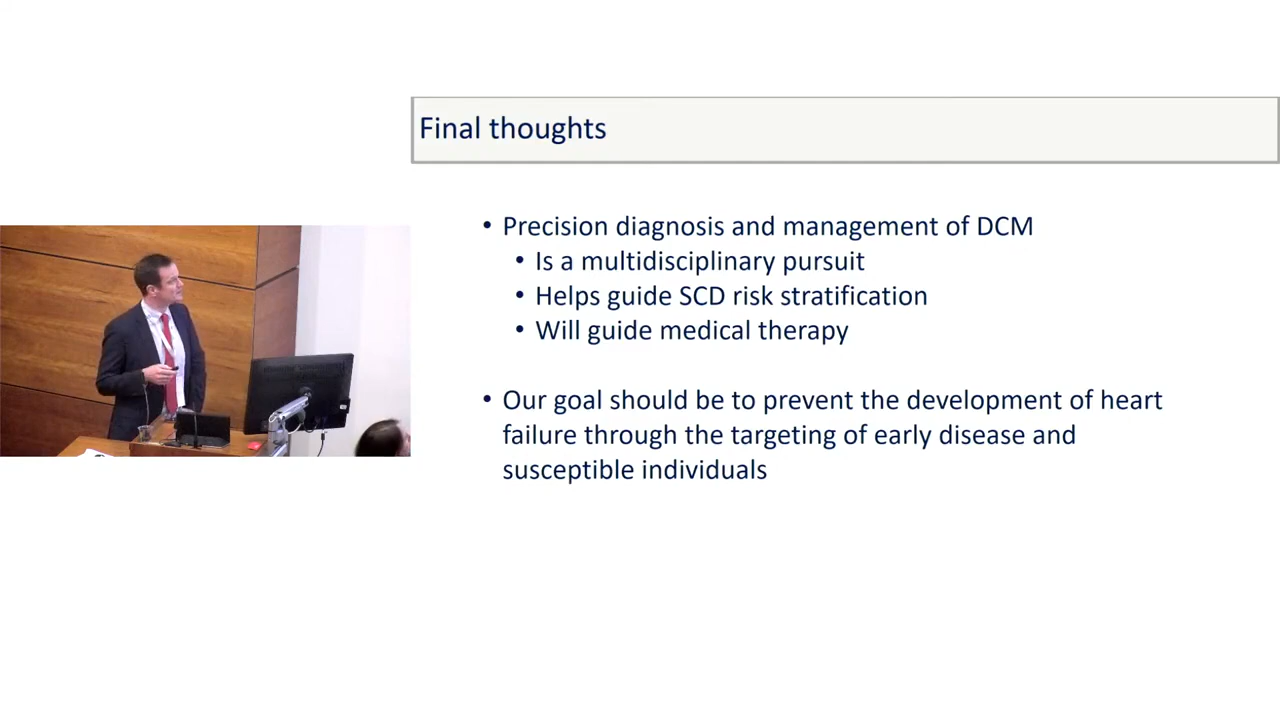 Final thoughts
• Precision diagnosis and management of DCM
• Is a multidisciplinary pursuit
• Helps guide SCD risk stratification
• Will guide medical therapy
• Our goal should be to prevent the development of heart
failure through the targeting of early disease and
susceptible individuals